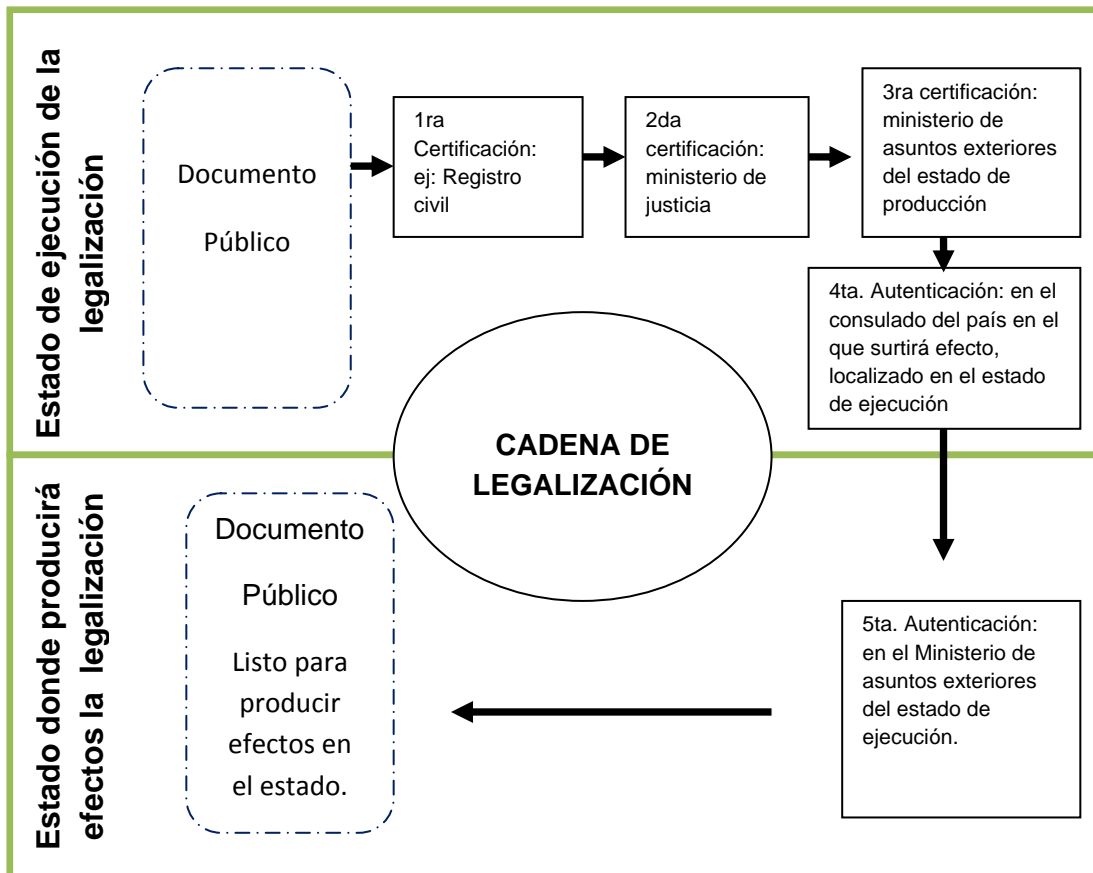 Estado de ejecución de la
legalización
Documento
Público
1ra
Certificación:
ej: Registro
civil
2da
certificación:
ministerio de
justicia
3ra certificación:
ministerio de
asuntos exteriores
del estado de
producción
4ta. Autenticación: en el
consulado del país en el
que surtirá efecto,
localizado en el estado
de ejecución
CADENA DE
LEGALIZACIÓN
Estado donde producirá
efectos la legalización
5ta. Autenticación:
en el Ministerio de
asuntos exteriores
del estado de
ejecución.
Documento
Público
Listo para
producir
efectos en
el estado.